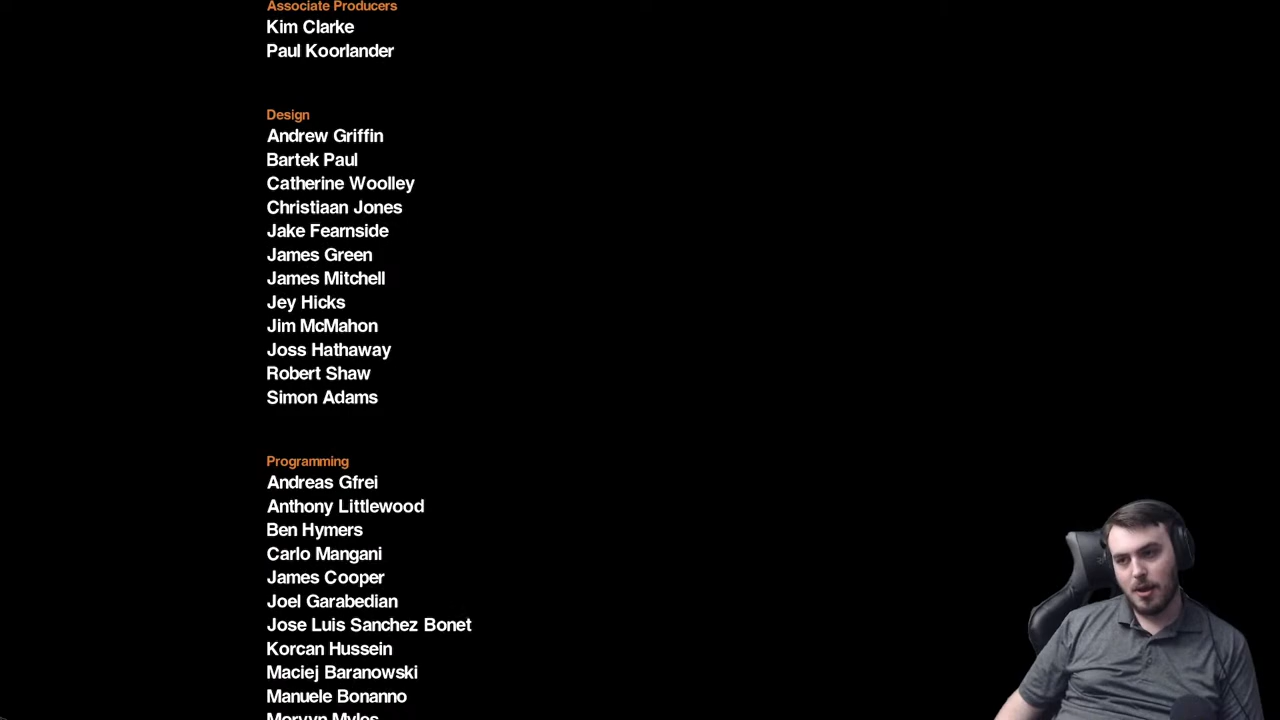 Associate Producers
Kim Clarke
Paul Koorlander
Design
Andrew Griffin
Bartek Paul
Catherine Woolley
Christiaan Jones
Jake Fearnside
James Green
James Mitchell
Jey Hicks
Jim McMahon
Joss Hathaway
Robert Shaw
Simon Adams
Programming
Andreas Gfrei
Anthony Littlewood
Ben Hymers
Carlo Mangani
James Cooper
Joel Garabedian
Jose Luis Sanchez Bonet
Korcan Hussein
Maciej Baranowski
Manuele Bonanno
Mervyn Myles